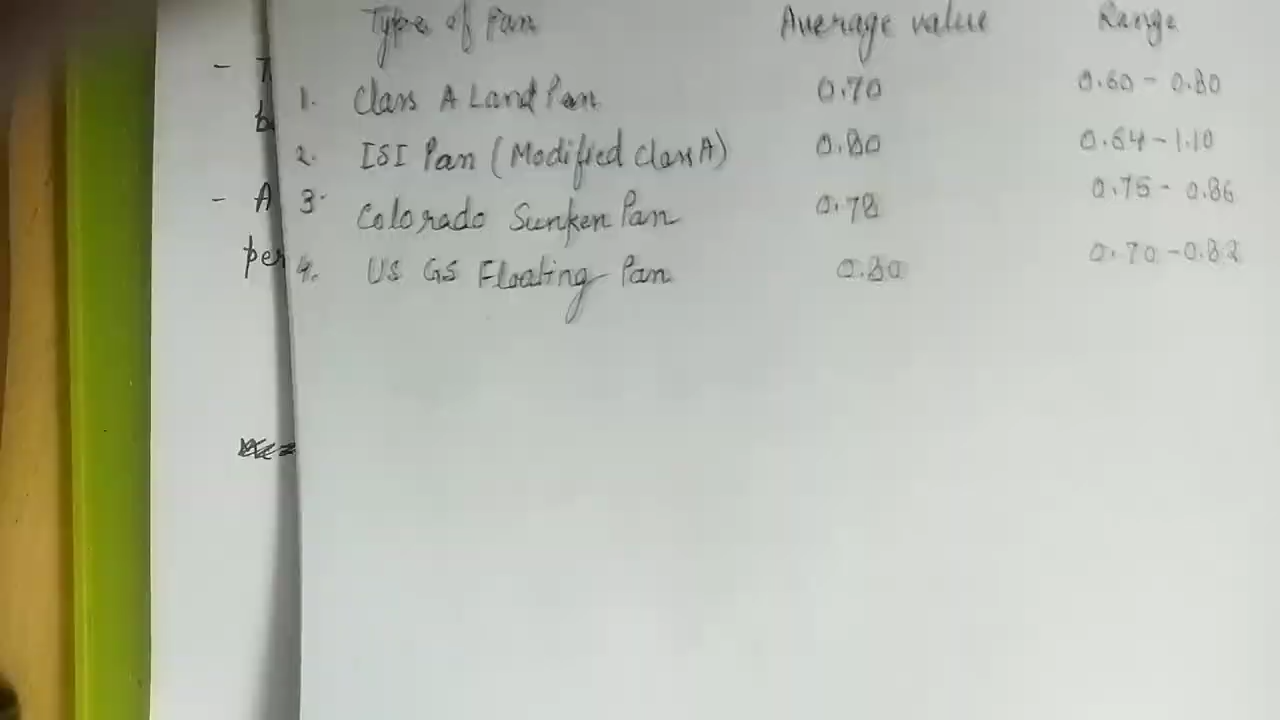 Type of Pan Average value Range
1. Class A Land Pan 0.70 0.60 - 0.80
2. ISI Pan (Modified Class A) 0.80 0.64 - 1.10
3. Colorado Sunken Pan 0.78 0.75 - 0.86
4. US GS Floating Pan 0.80 0.70 - 0.82
- A
per